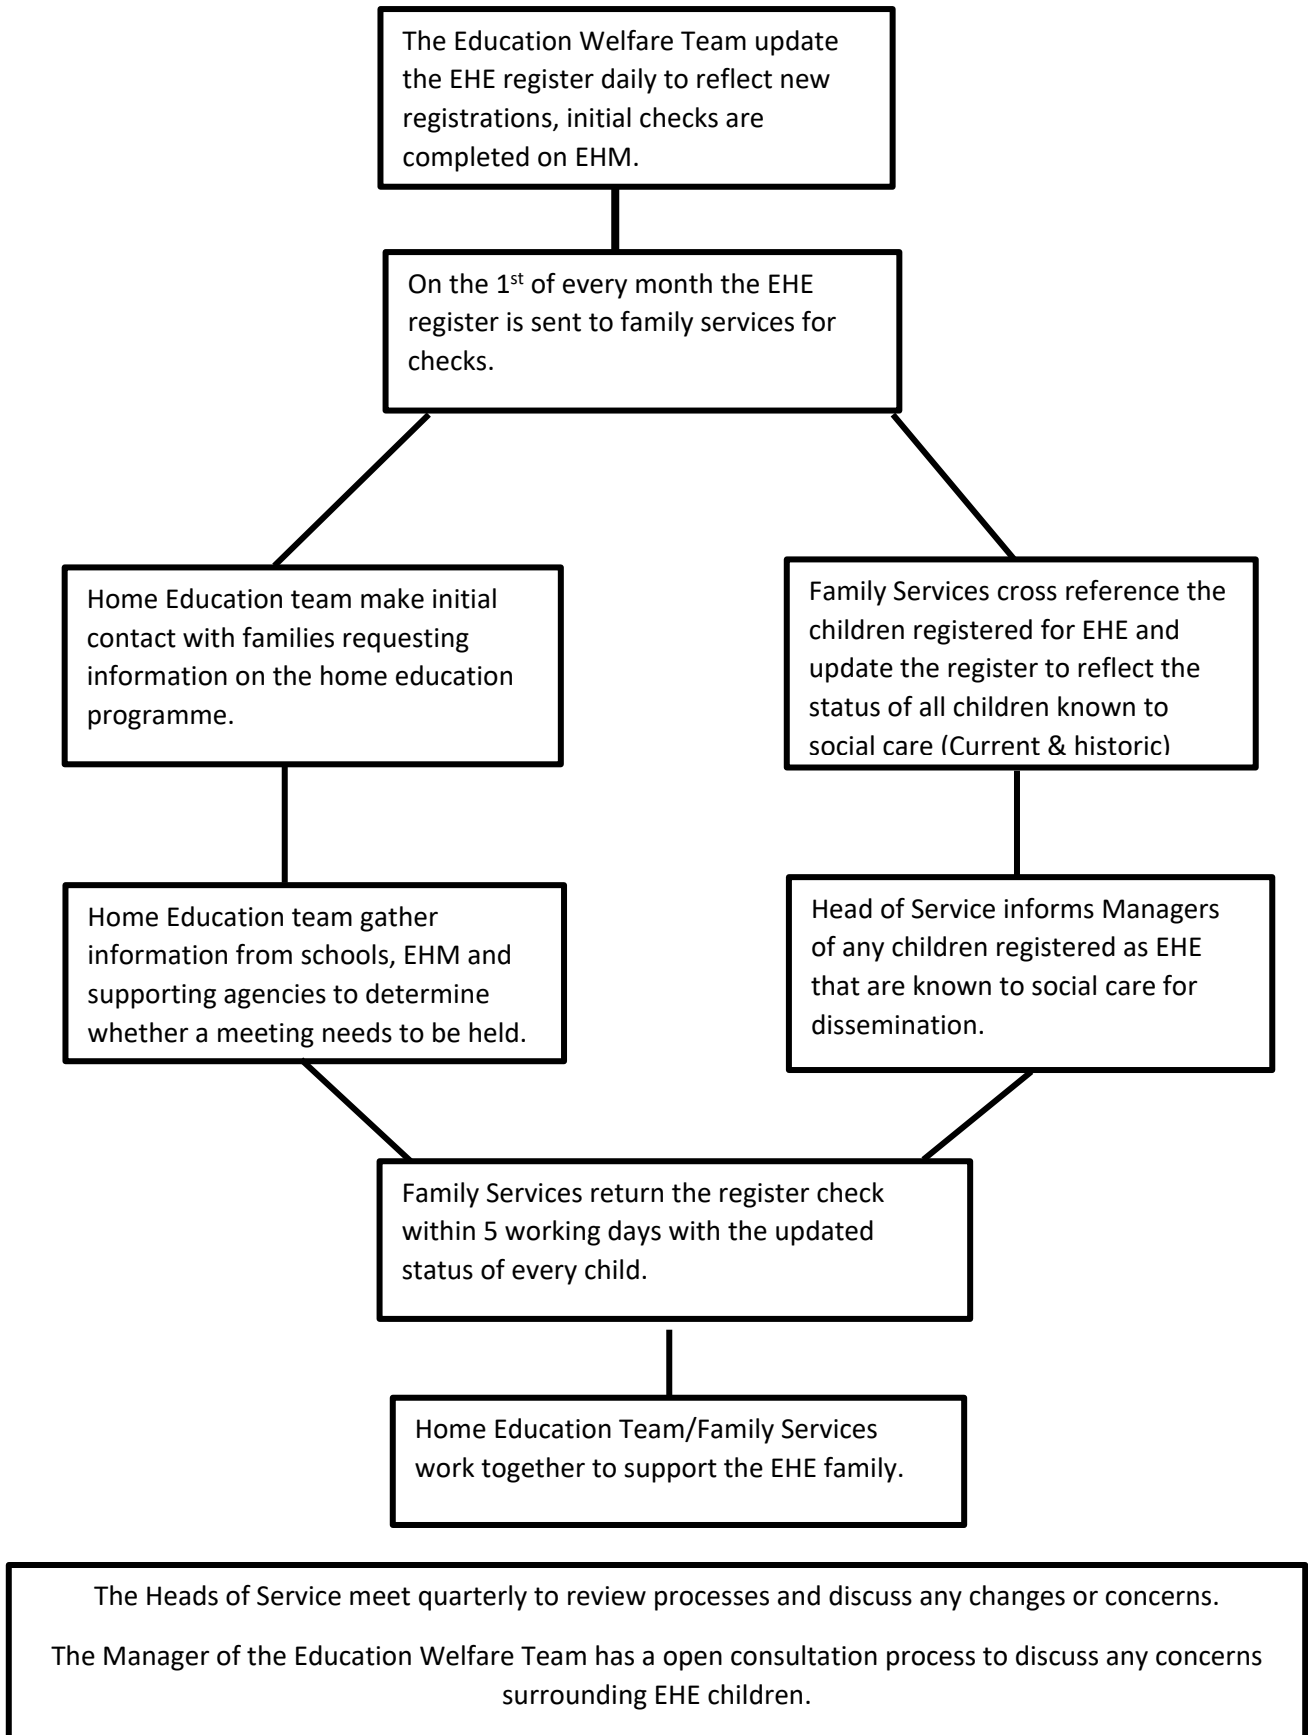 The Education Welfare Team update
the EHE register daily to reflect new
registrations, initial checks are
completed on EHM.
On the 1st of every month the EHE
register is sent to family services for
checks.
Home Education team make initial
contact with families requesting
information on the home education
programme.
Family Services cross reference the
children registered for EHE and
update the register to reflect the
status of all children known to
social care (Current & historic)
Home Education team gather
information from schools, EHM and
supporting agencies to determine
whether a meeting needs to be held.
Head of Service informs Managers
of any children registered as EHE
that are known to social care for
dissemination.
Family Services return the register check
within 5 working days with the updated
status of every child.
Home Education Team/Family Services
work together to support the EHE family.
The Heads of Service meet quarterly to review processes and discuss any changes or concerns.
The Manager of the Education Welfare Team has a open consultation process to discuss any concerns
surrounding EHE children.